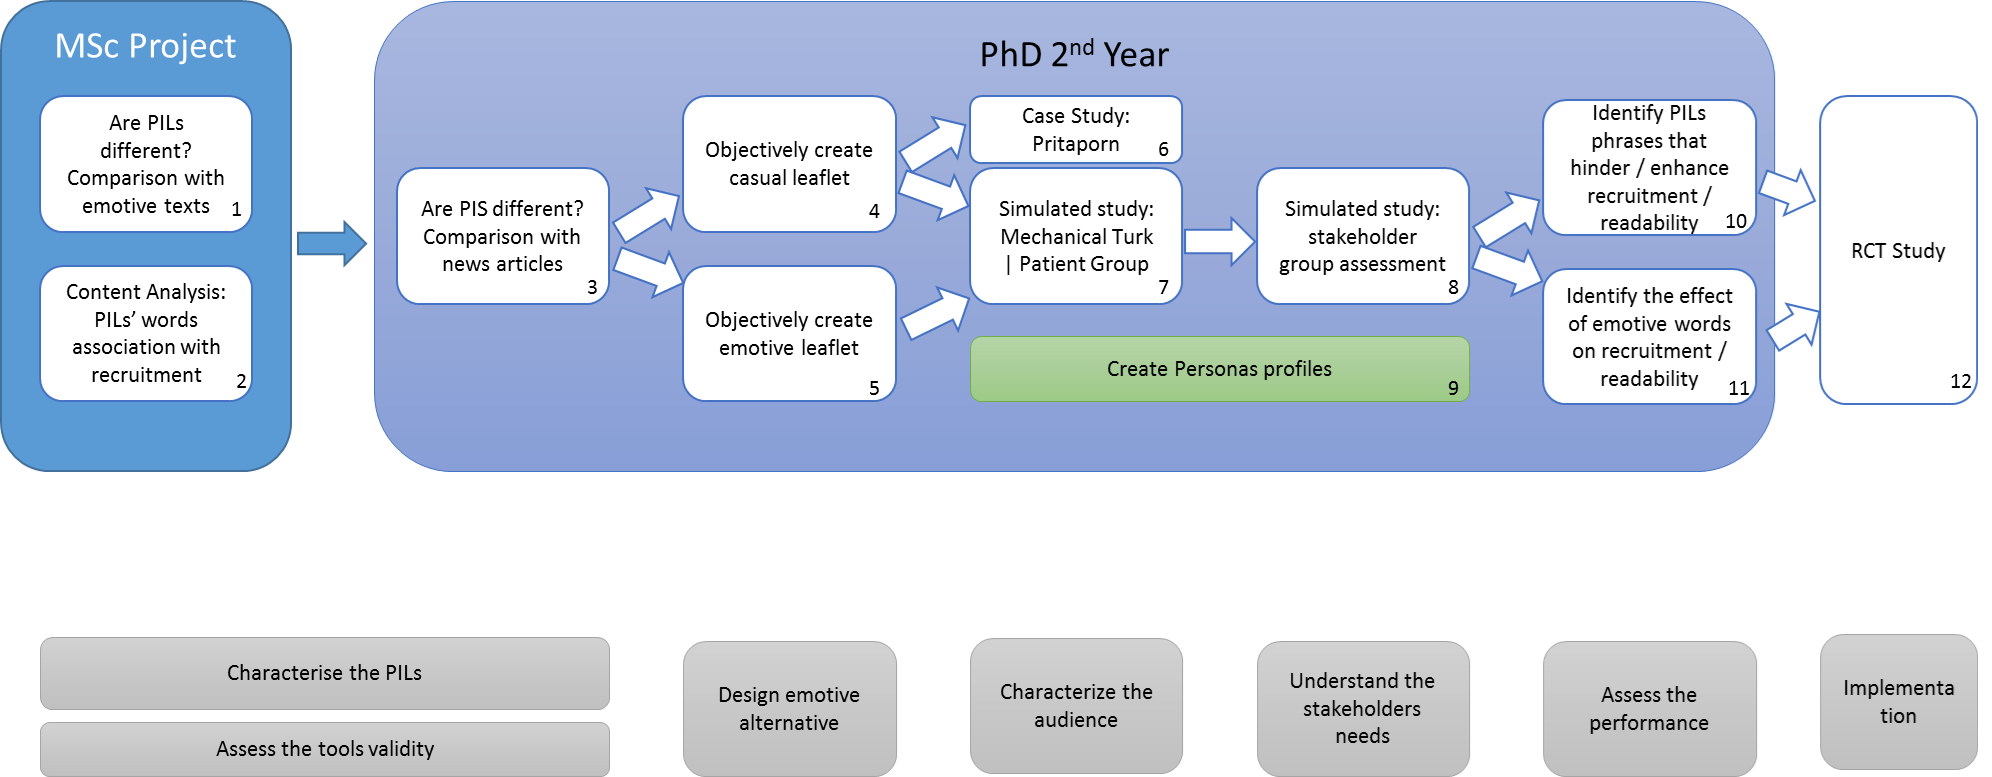 MSc Project
Are PILs
different?
Comparison with
emotive texts
1
Content Analysis:
PILs’ words
association with
recruitment
2
PhD 2nd Year
Are PIS different?
Comparison with
news articles
3
Objectively create
casual leaflet
4
Objectively create
emotive leaflet
5
Case Study:
Pritaporn
6
Simulated study:
Mechanical Turk
| Patient Group
7
Simulated study:
stakeholder
group assessment
8
Create Personas profiles
9
Identify PILs
phrases that
hinder / enhance
recruitment /
readability
10
Identify the effect
of emotive words
on recruitment /
readability
11
RCT Study
12
Characterise the PILs
Assess the tools validity
Design emotive
alternative
Characterize the
audience
Understand the
stakeholders
needs
Assess the
performance
Implementa
tion